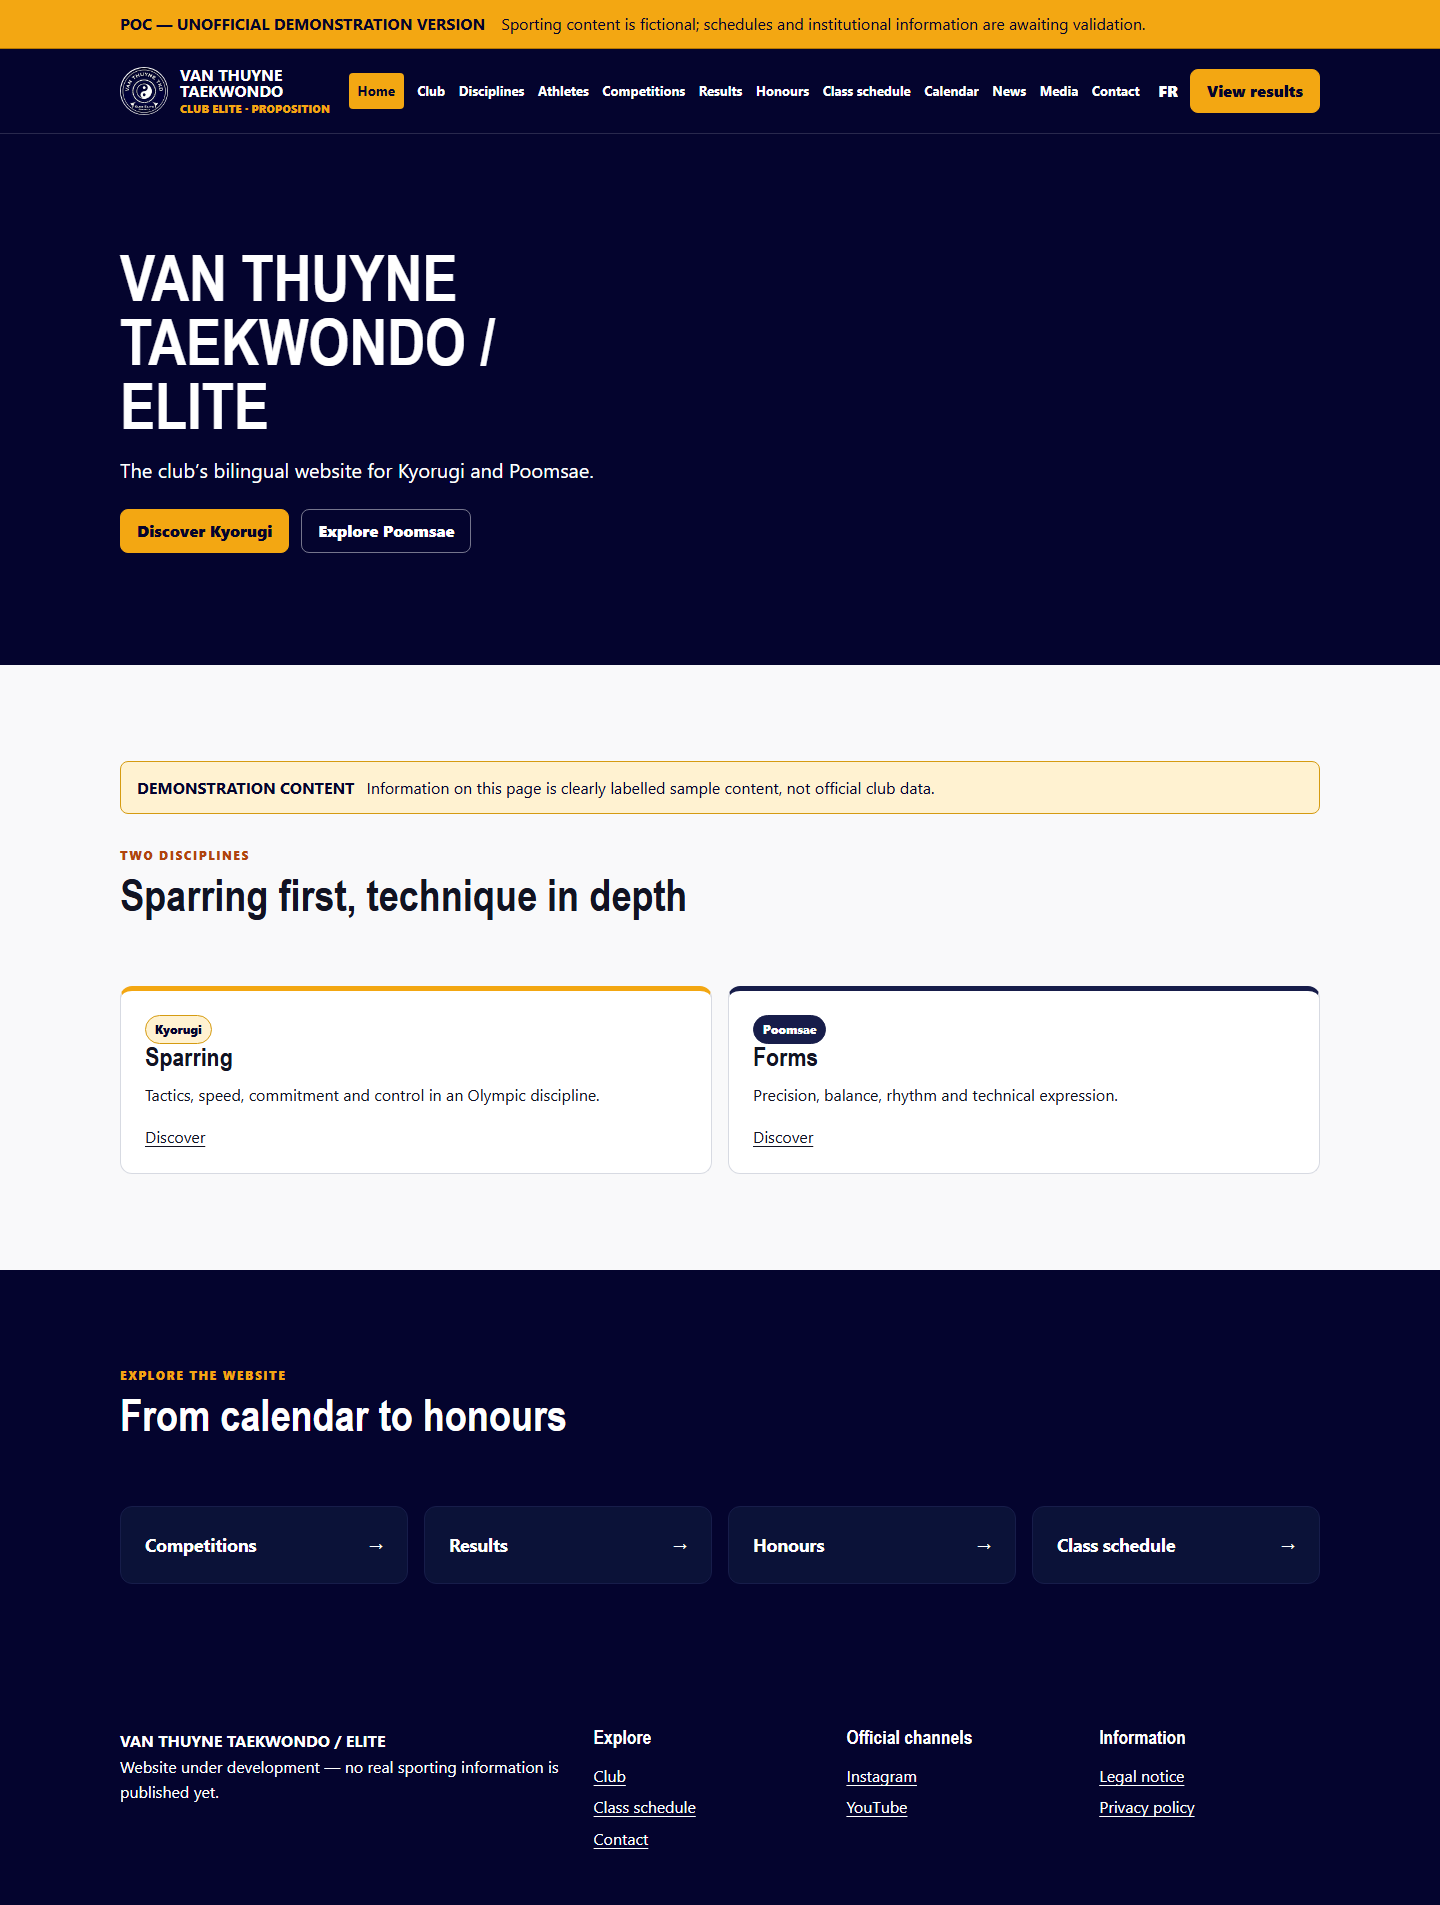 POC — UNOFFICIAL DEMONSTRATION VERSION Sporting content is fictional; schedules and institutional information are awaiting validation.
VAN THUYNE
TAEKWONDO
CLUB ELITE · PROPOSITION
Home Club Disciplines Athletes Competitions Results Honours Class schedule Calendar News Media Contact FR View results
VAN THUYNE
TAEKWONDO /
ELITE
The club’s bilingual website for Kyorugi and Poomsae.
Discover Kyorugi Explore Poomsae
DEMONSTRATION CONTENT Information on this page is clearly labelled sample content, not official club data.
TWO DISCIPLINES
Sparring first, technique in depth
Kyorugi
Sparring
Tactics, speed, commitment and control in an Olympic discipline.
Discover
Poomsae
Forms
Precision, balance, rhythm and technical expression.
Discover
EXPLORE THE WEBSITE
From calendar to honours
Competitions →
Results →
Honours →
Class schedule →
VAN THUYNE TAEKWONDO / ELITE
Website under development — no real sporting information is
published yet.
Explore
Club
Class schedule
Contact
Official channels
Instagram
YouTube
Information
Legal notice
Privacy policy